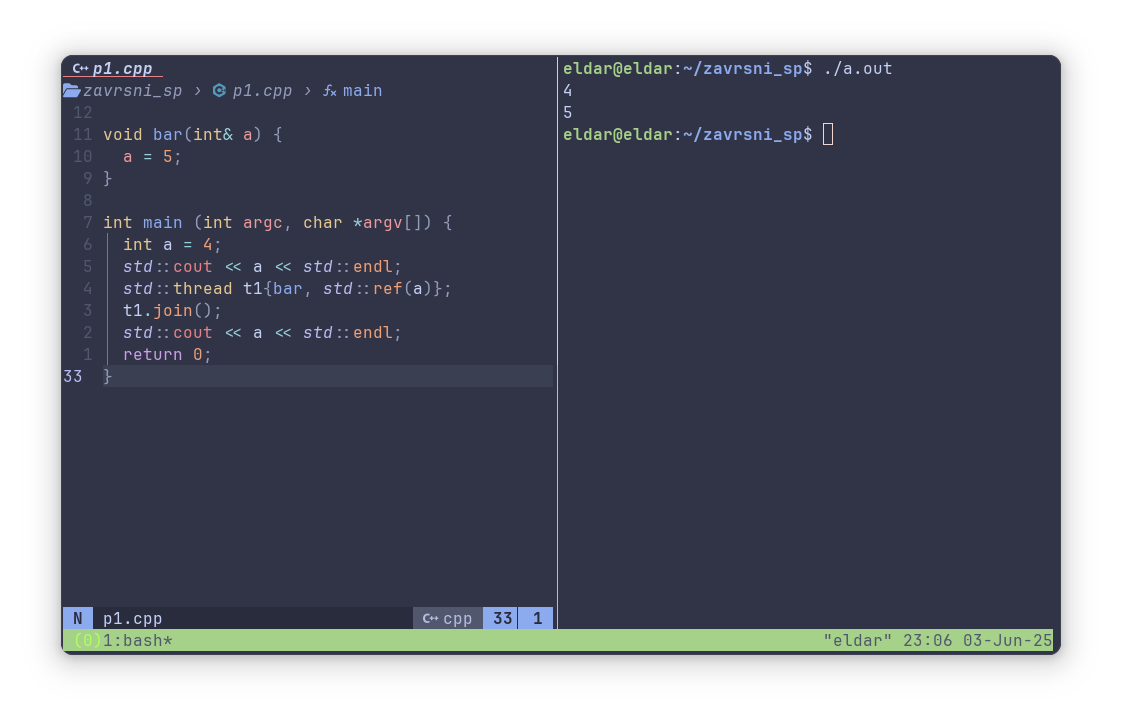 C++ p1.cpp
zavrsni_sp › p1.cpp › fx main
12
11 void bar(int& a) {
10   a = 5;
9 }
8
7 int main (int argc, char *argv[]) {
6   int a = 4;
5   std::cout << a << std::endl;
4   std::thread t1{bar, std::ref(a)};
3   t1.join();
2   std::cout << a << std::endl;
1   return 0;
33 }
N p1.cpp C++ cpp 33 1
eldar@eldar:~/zavrsni_sp$ ./a.out
4
5
eldar@eldar:~/zavrsni_sp$
(0)1:bash* "eldar" 23:06 03-Jun-25